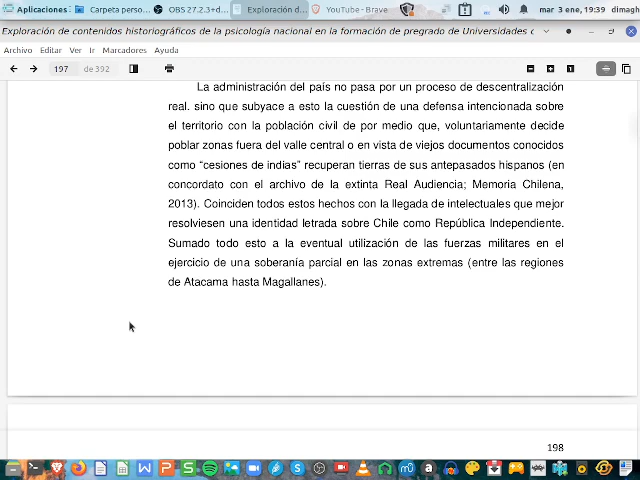 Aplicaciones
Carpeta perso...
OBS 27.2.3+d...
Exploración d...
YouTube - Brave
mar 3 ene, 19:39
dimagh
Exploración de contenidos historiográficos de la psicología nacional en la formación de pregrado de Universidades c
Archivo Editar Ver Ir Marcadores Ayuda
197 de 392
La administración del país no pasa por un proceso de descentralización
real. sino que subyace a esto la cuestión de una defensa intencionada sobre
el territorio con la población civil de por medio que, voluntariamente decide
poblar zonas fuera del valle central o en vista de viejos documentos conocidos
como “cesiones de indias” recuperan tierras de sus antepasados hispanos (en
concordato con el archivo de la extinta Real Audiencia; Memoria Chilena,
2013). Coinciden todos estos hechos con la llegada de intelectuales que mejor
resolviesen una identidad letrada sobre Chile como República Independiente.
Sumado todo esto a la eventual utilización de las fuerzas militares en el
ejercicio de una soberanía parcial en las zonas extremas (entre las regiones
de Atacama hasta Magallanes).
198